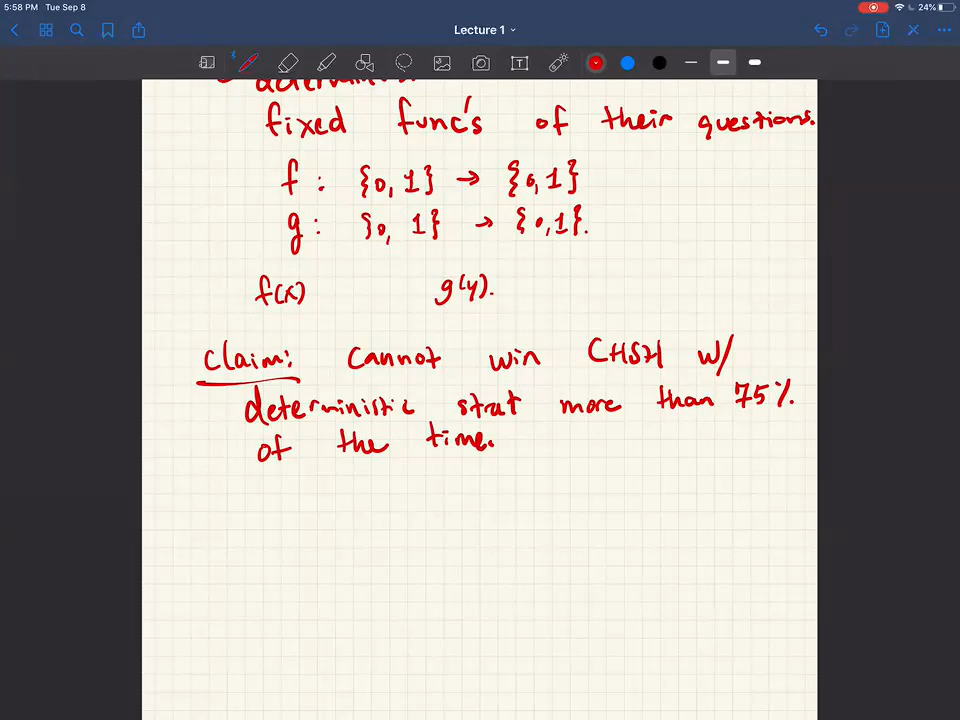 5:58 PM Tue Sep 8
24%
Lecture 1
fixed func's of their questions.
f : {0, 1} → {0, 1}
g : {0, 1} → {0, 1}.
f(x) g(y).
Claim: Cannot win CHSH w/
deterministic strat more than 75%
of the time.